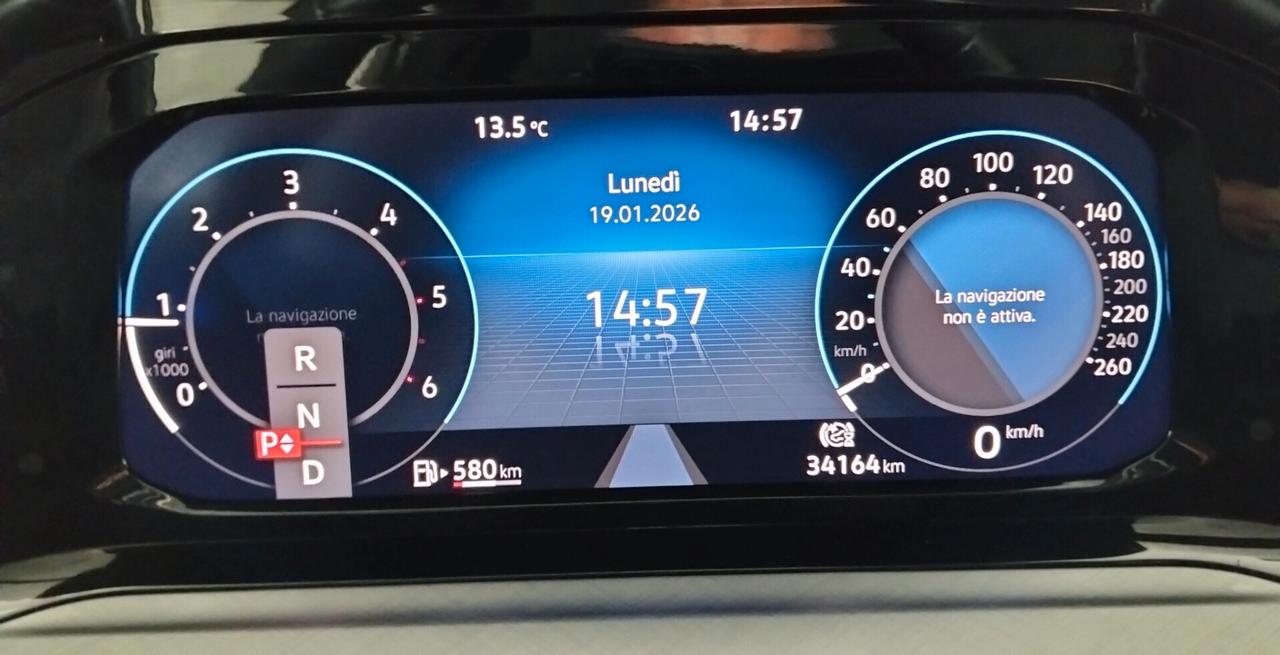 13.5 °C
14:57
Lunedì
19.01.2026
14:57
giri
x1000
0
1
2
3
4
5
6
La navigazione
R
N
P
D
580 km
km/h
0
20
40
60
80
100
120
140
160
180
200
220
240
260
La navigazione
non è attiva.
0 km/h
34164 km